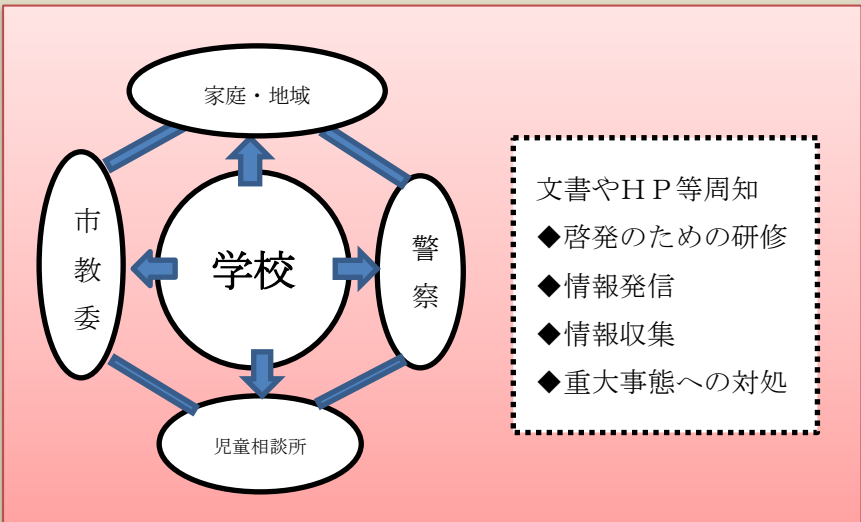 家庭・地域
市教委
学校
警察
児童相談所
文書やHP等周知
◆啓発のための研修
◆情報発信
◆情報収集
◆重大事態への対処